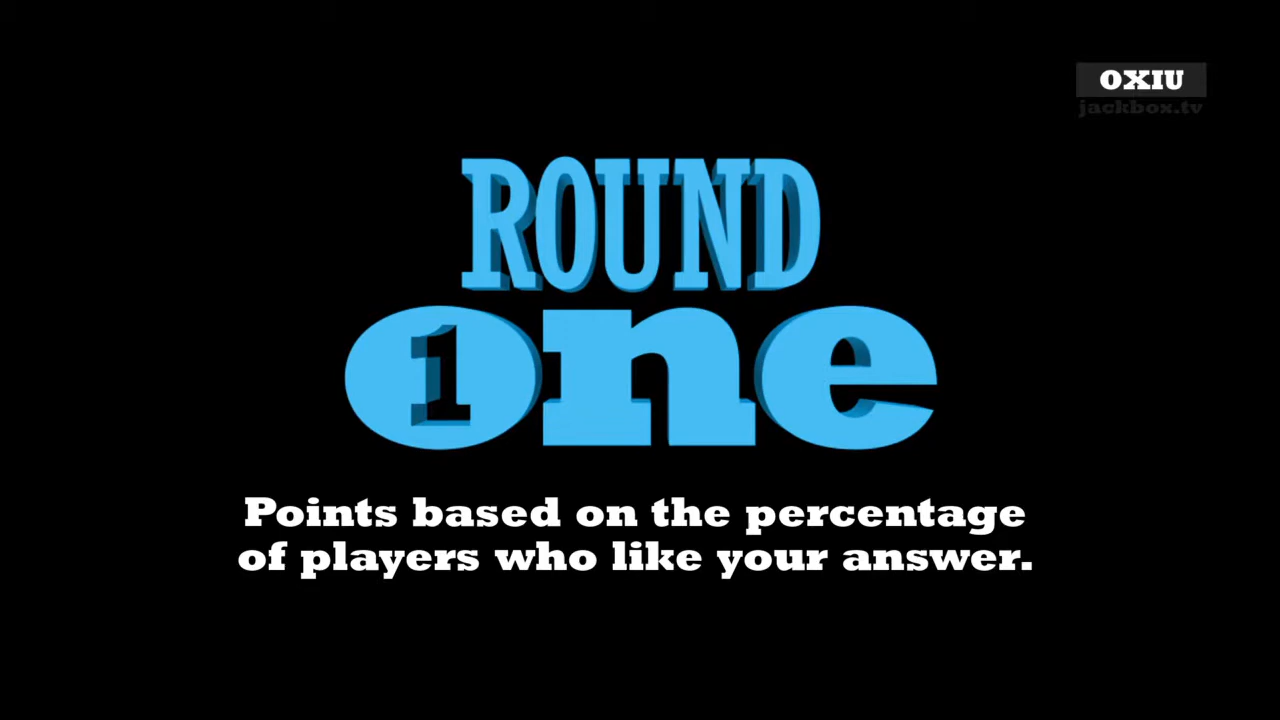 OXIU
jackbox.tv
ROUND
One
1
Points based on the percentage
of players who like your answer.